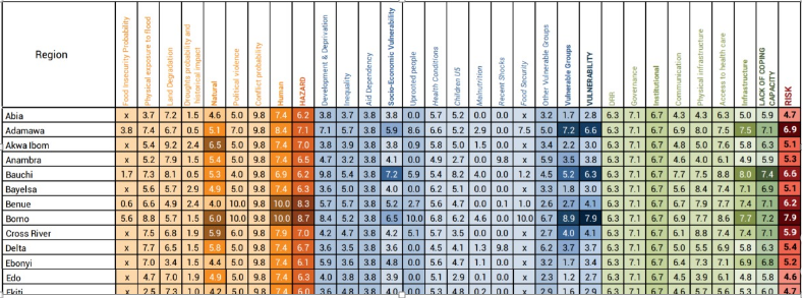 Region Food Insecurity Probability Physical exposure to flood Land Degradation Droughts probability and historical impact Natural Political violence Conflict probability Human HAZARD Development & Deprivation Inequality Aid Dependency Socio-Economic Vulnerability Uprooted people Health Conditions Children U5 Malnutrition Recent Shocks Food Security Other Vulnerable Groups Vulnerable Groups VULNERABILITY DRR Governance Institutional Communication Physical infrastructure Access to health care Infrastructure LACK OF COPING CAPACITY RISK
Abia x 3.7 7.2 1.5 4.6 5.0 9.8 7.4 6.2 3.8 3.7 3.8 3.8 0.0 5.7 5.2 0.0 0.0 x 3.2 1.7 2.8 6.3 7.1 6.7 4.3 4.3 6.3 5.0 5.9 4.7
Adamawa 3.8 7.4 6.7 0.5 5.1 7.0 9.8 8.4 7.1 7.1 5.7 3.8 5.9 8.6 6.6 5.2 2.9 0.0 7.5 5.0 7.2 6.6 6.3 7.1 6.7 6.9 8.0 7.5 7.5 7.1 6.9
Akwa Ibom x 5.4 9.2 2.4 6.5 5.0 9.8 7.4 7.0 3.6 3.7 3.8 3.7 0.0 3.8 5.8 5.0 0.0 1.5 x 3.4 2.2 3.0 6.3 7.1 6.7 4.8 5.0 7.6 5.8 6.3 5.1
Anambra x 5.2 7.9 1.5 5.4 5.0 9.8 7.4 6.5 4.7 3.2 3.8 4.1 0.0 4.9 5.7 0.0 9.8 x 5.9 3.5 3.8 6.3 7.1 6.7 4.6 4.0 6.1 4.9 5.9 5.3
Bauchi 1.7 7.3 8.1 0.5 5.3 4.0 9.8 6.9 6.2 9.8 5.4 3.8 7.2 5.9 5.4 8.2 4.0 0.0 1.2 4.5 5.2 6.3 6.3 7.1 6.7 7.7 7.5 8.8 8.0 7.4 6.6
Bayelsa x 5.6 5.7 2.9 4.9 5.0 9.8 7.4 6.3 3.6 5.0 3.8 4.0 0.0 6.2 5.1 0.0 0.0 x 3.3 1.8 3.0 6.3 7.1 6.7 5.6 8.4 7.4 7.1 6.9 5.1
Benue 0.6 6.6 4.9 2.4 4.0 10.0 9.8 10.0 8.3 5.7 5.7 3.8 5.2 2.7 5.6 4.7 0.0 0.1 1.0 2.7 2.7 4.1 6.3 7.1 6.7 6.9 7.8 7.4 7.4 7.1 6.2
Borno 5.6 8.8 5.7 1.5 6.0 10.0 9.8 10.0 8.7 8.4 5.2 3.8 6.5 10.0 6.8 6.2 4.6 0.0 10.0 6.7 8.9 7.9 6.3 7.1 6.7 6.9 7.7 8.6 7.7 7.2 7.9
Cross River x 7.5 6.8 1.9 5.9 6.0 9.8 7.9 7.0 4.2 4.7 3.8 4.2 5.1 5.7 3.5 0.0 0.0 x 2.7 4.0 4.1 6.3 7.1 6.7 5.8 8.8 7.4 7.1 5.9
Delta x 7.7 6.5 1.5 5.8 5.0 9.8 7.4 6.7 3.6 3.5 3.8 3.6 0.0 4.5 4.1 1.3 9.8 x 6.2 3.7 3.7 6.3 7.1 6.7 5.0 5.5 6.9 5.8 6.3 5.4
Ebonyi x 7.0 3.4 1.5 4.4 5.0 9.8 7.4 6.1 5.9 3.6 3.8 4.8 0.0 5.6 4.7 1.1 0.0 x 3.2 1.7 3.4 6.3 7.1 6.7 6.1 7.3 7.4 6.9 6.8 5.2
Edo x 4.7 7.0 1.9 4.9 5.0 9.8 7.4 6.3 4.0 3.8 3.8 3.9 0.0 5.1 2.9 0.1 0.0 x 2.3 1.2 2.6 6.3 7.1 6.7 4.5 3.9 6.1 4.8 5.8 4.6
Ekiti x 2.5 7.3 1.0 4.2 5.0 9.8 7.4 6.0 3.6 4.8 3.8 0.0 x 2.9 1.6 2.9 6.3 7.1 6.7 4.7